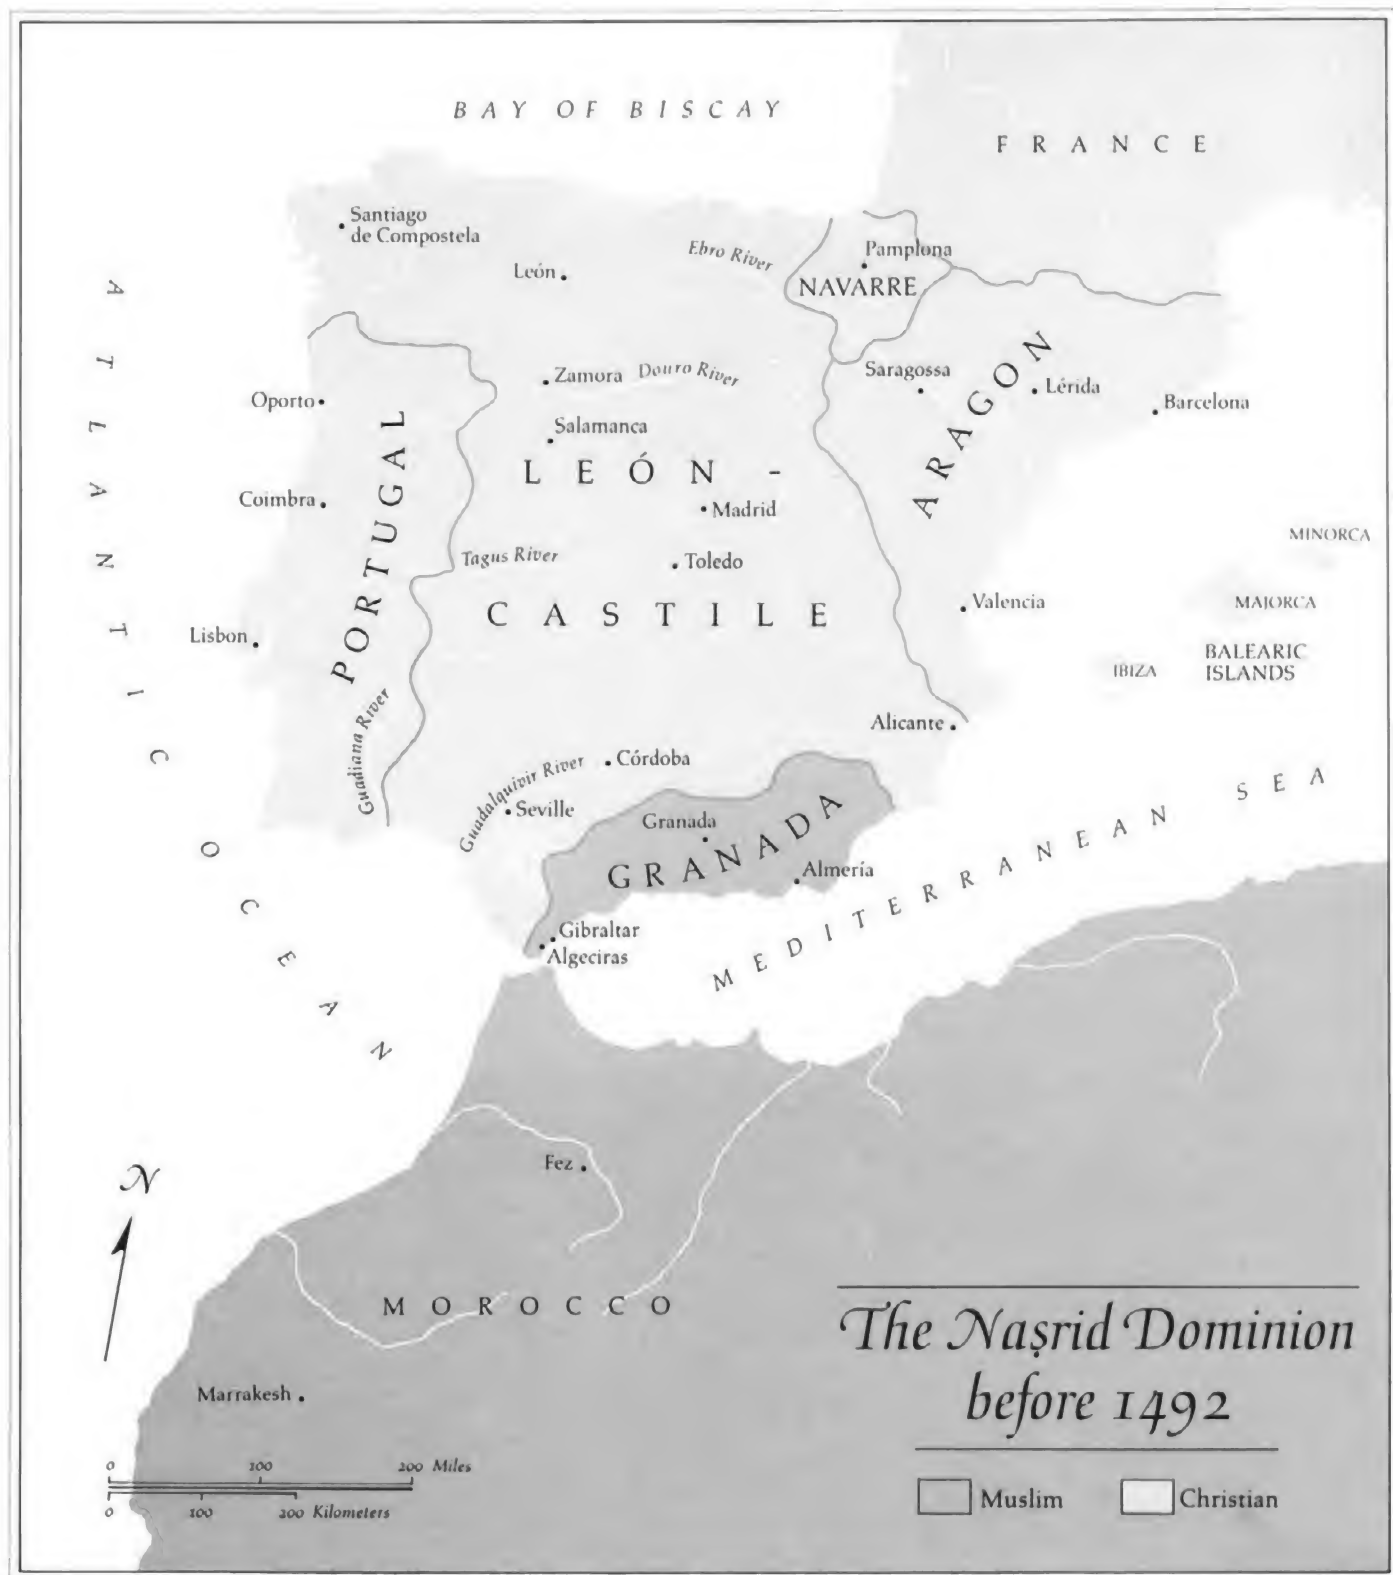 BAY OF BISCAY
FRANCE
Santiago
de Compostela
León
Ebro River
Pamplona
NAVARRE
ATLANTIC OCEAN
Zamora
Douro River
Saragossa
Lérida
Barcelona
ARAGON
Oporto
Salamanca
PORTUGAL
LEÓN -
Coimbra
Madrid
MINORCA
Tagus River
Toledo
CASTILE
Valencia
MAJORCA
Lisbon
BALEARIC
ISLANDS
IBIZA
Guadiana River
Alicante
Córdoba
Guadalquivir River
Seville
Granada
GRANADA
Almería
MEDITERRANEAN SEA
Gibraltar
Algeciras
N
Fez
MOROCCO
Marrakesh
The Naṣrid Dominion
before 1492
Muslim
Christian
0 100 200 Miles
0 100 200 Kilometers